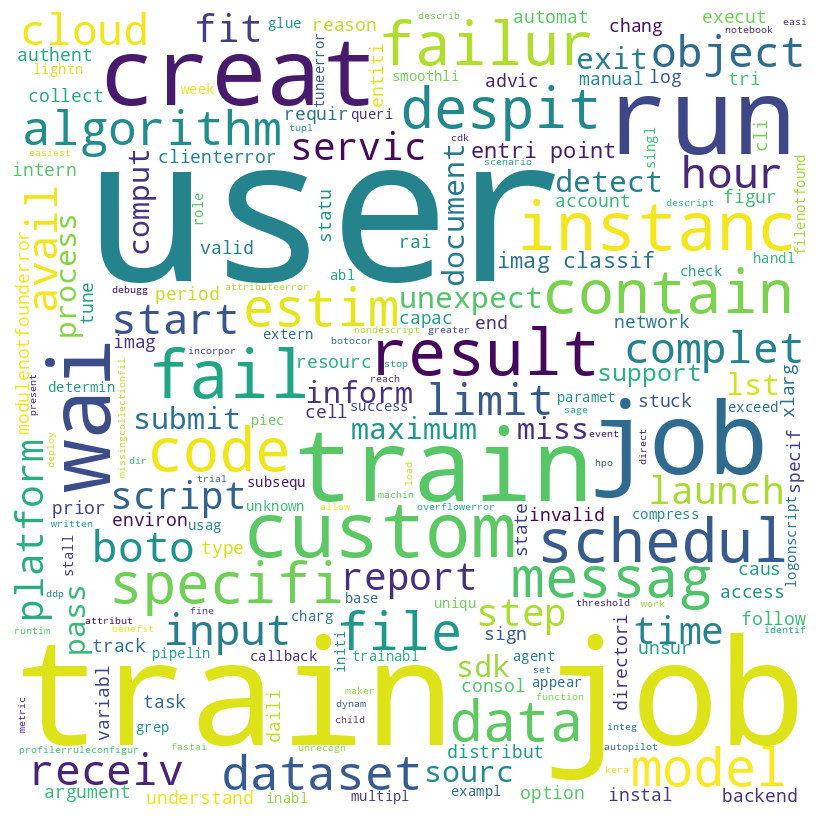 cloud
fit
glue
reason
describ
automat
chang
execut
notebook
easi
authent
creat
failur
exit
object
lightn
week
tuneerror
entiti
smoothli
advic
manual
log
tri
collect
requir
queri
despit
run
algorithm
tupl
servic
cdk
entri point
singl
cli
easiest
clienterror
scenario
hour
intern
comput
user
document
detect
account
figur
descript
filenotfound
role
statu
instanc
avail
process
valid
rai
imag classif
modulenotfounderror
tune
debugg
attributeerror
abl
check
handl
period
estim
unexpect
contain
start
extern
capac
end
network
nondescript
greater
imag
incorpor
resourc
botocor
stop
result
complet
present
determin
missingcollectionfil
fail
reach
support
xlarg
wai
inform
limit
paramet
stuck
lst
submit
cell
success
sage
event
exceed
piec
hpo
direct
code
maximum
miss
specif
platform
deploy
dir
train
job
prior
script
trial
subsequ
load
machin
launch
written
environ
usag
unknown
allow
overflowerror
invalid
compress
logonscript
custom
state
schedul
boto
type
caus
stall
specifi
report
base
messag
access
ddp
pass
attribut
fine
charg
uniqu
threshold
work
input
file
step
follow
time
identif
runtim
benefit
track
callback
initi
trainabl
sign
unsur
variabl
pipelin
sdk
agent
directori
consol
appear
set
train job
task
daili
maker
dynam
child
data
function
metric
grep
integ
profilerruleconfigur
fastai
unrecogn
distribut
autopilot
receiv
dataset
sourc
kera
model
argument
understand
inabl
multipl
exampl
option
instal
backend